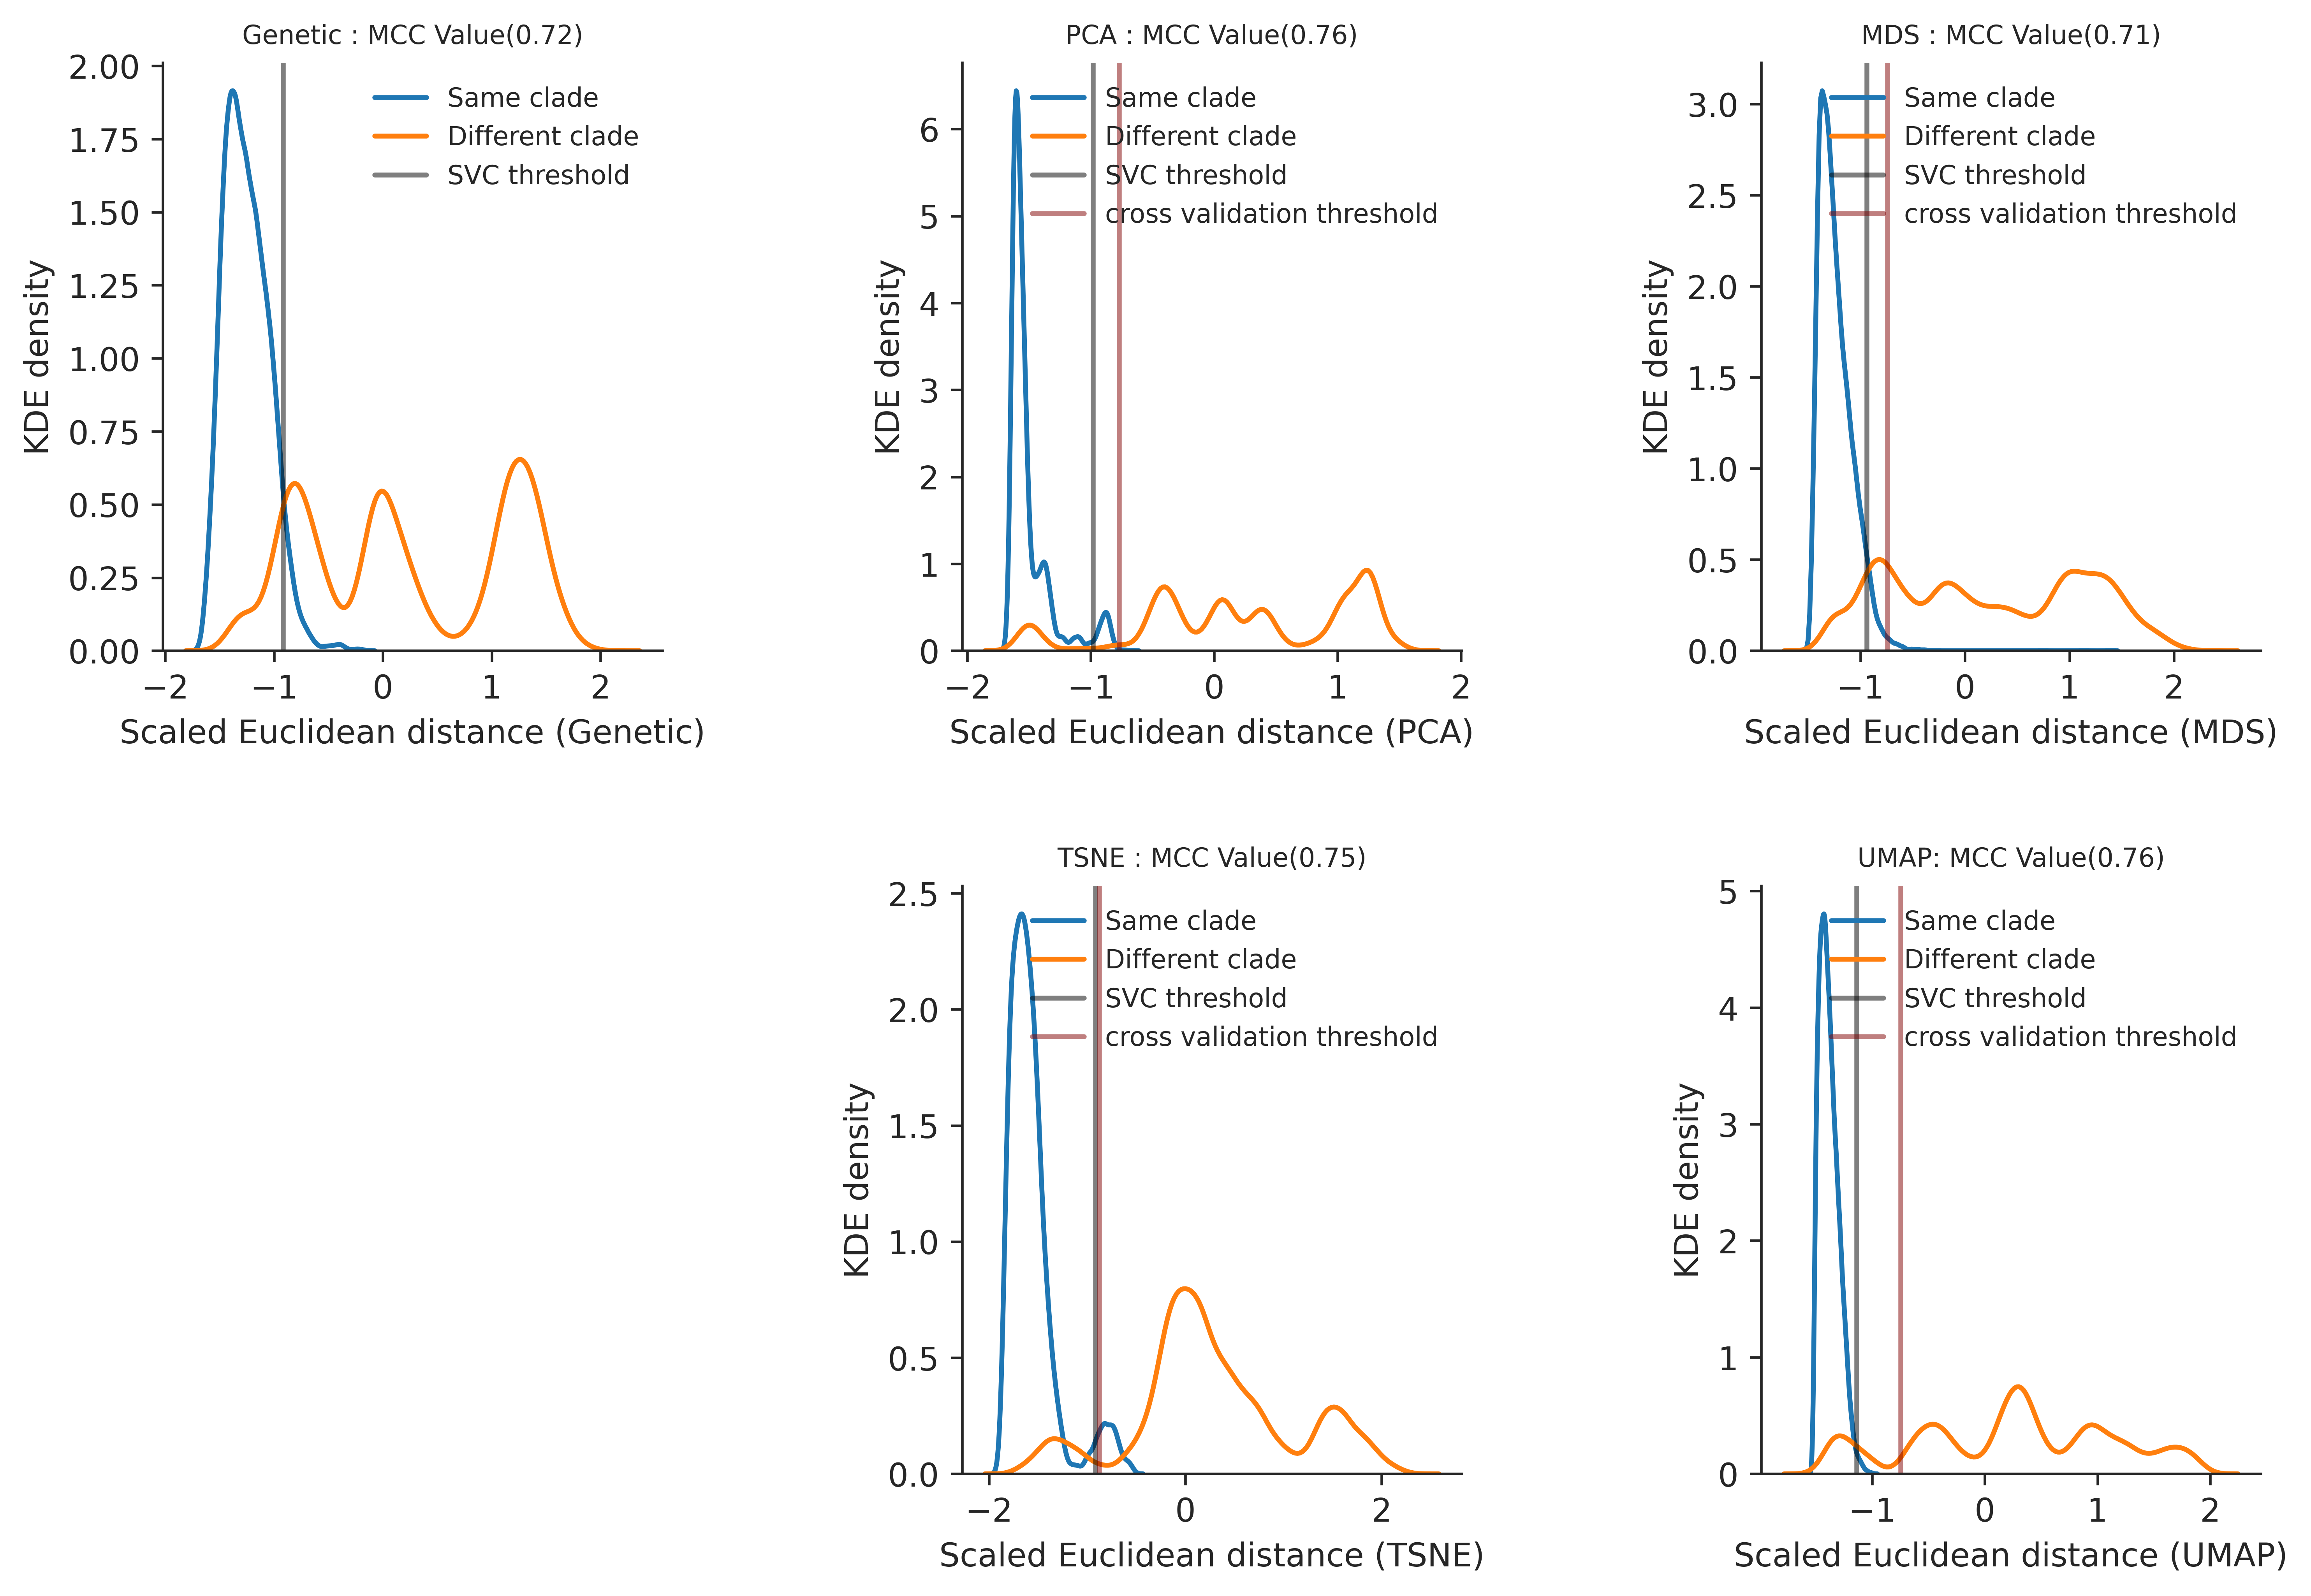 Genetic : MCC Value(0.72)
2.00
1.75
1.50
1.25
1.00
0.75
0.50
0.25
0.00
KDE density
Same clade
Different clade
SVC threshold
−2 −1 0 1 2
Scaled Euclidean distance (Genetic)
PCA : MCC Value(0.76)
6
5
4
3
2
1
0
KDE density
Same clade
Different clade
SVC threshold
cross validation threshold
−2 −1 0 1 2
Scaled Euclidean distance (PCA)
MDS : MCC Value(0.71)
3.0
2.5
2.0
1.5
1.0
0.5
0.0
KDE density
Same clade
Different clade
SVC threshold
cross validation threshold
−1 0 1 2
Scaled Euclidean distance (MDS)
TSNE : MCC Value(0.75)
2.5
2.0
1.5
1.0
0.5
0.0
KDE density
Same clade
Different clade
SVC threshold
cross validation threshold
−2 0 2
Scaled Euclidean distance (TSNE)
UMAP: MCC Value(0.76)
5
4
3
2
1
0
KDE density
Same clade
Different clade
SVC threshold
cross validation threshold
−1 0 1 2
Scaled Euclidean distance (UMAP)